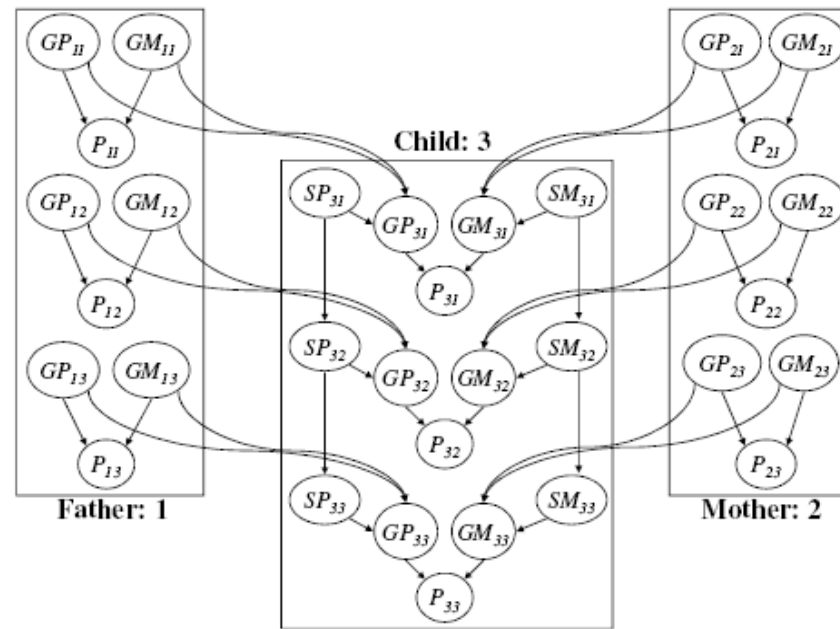 GP₁₁ GM₁₁ GP₂₁ GM₂₁
P₁₁ Child: 3 P₂₁
GP₁₂ GM₁₂ SP₃₁ GP₃₁ GM₃₁ SM₃₁ GP₂₂ GM₂₂
P₁₂ P₃₁ P₂₂
GP₁₃ GM₁₃ SP₃₂ GP₃₂ GM₃₂ SM₃₂ GP₂₃ GM₂₃
P₁₃ P₃₂ P₂₃
Father: 1 SP₃₃ GP₃₃ GM₃₃ SM₃₃ Mother: 2
P₃₃